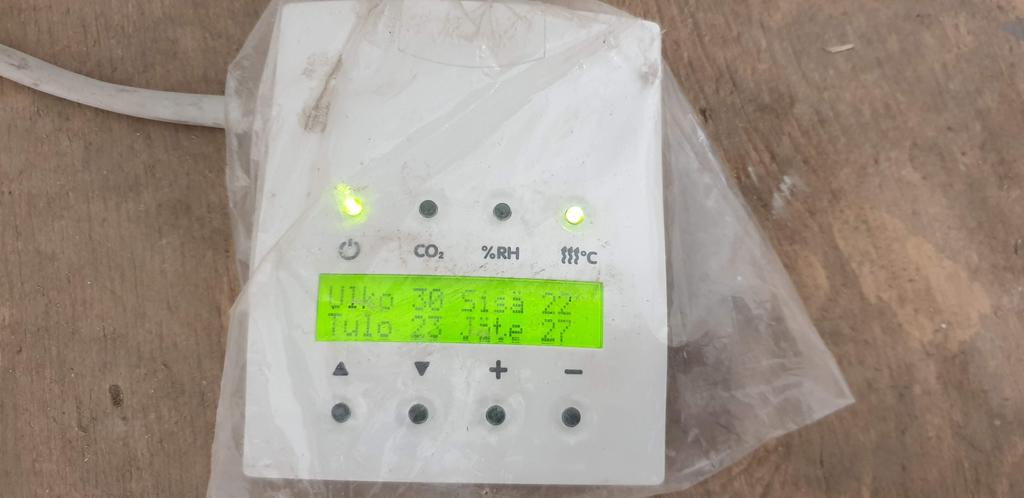 CO₂ %RH °C
Ulko 30 Sisä 22
Tulo 23 Jäte 27
+ −